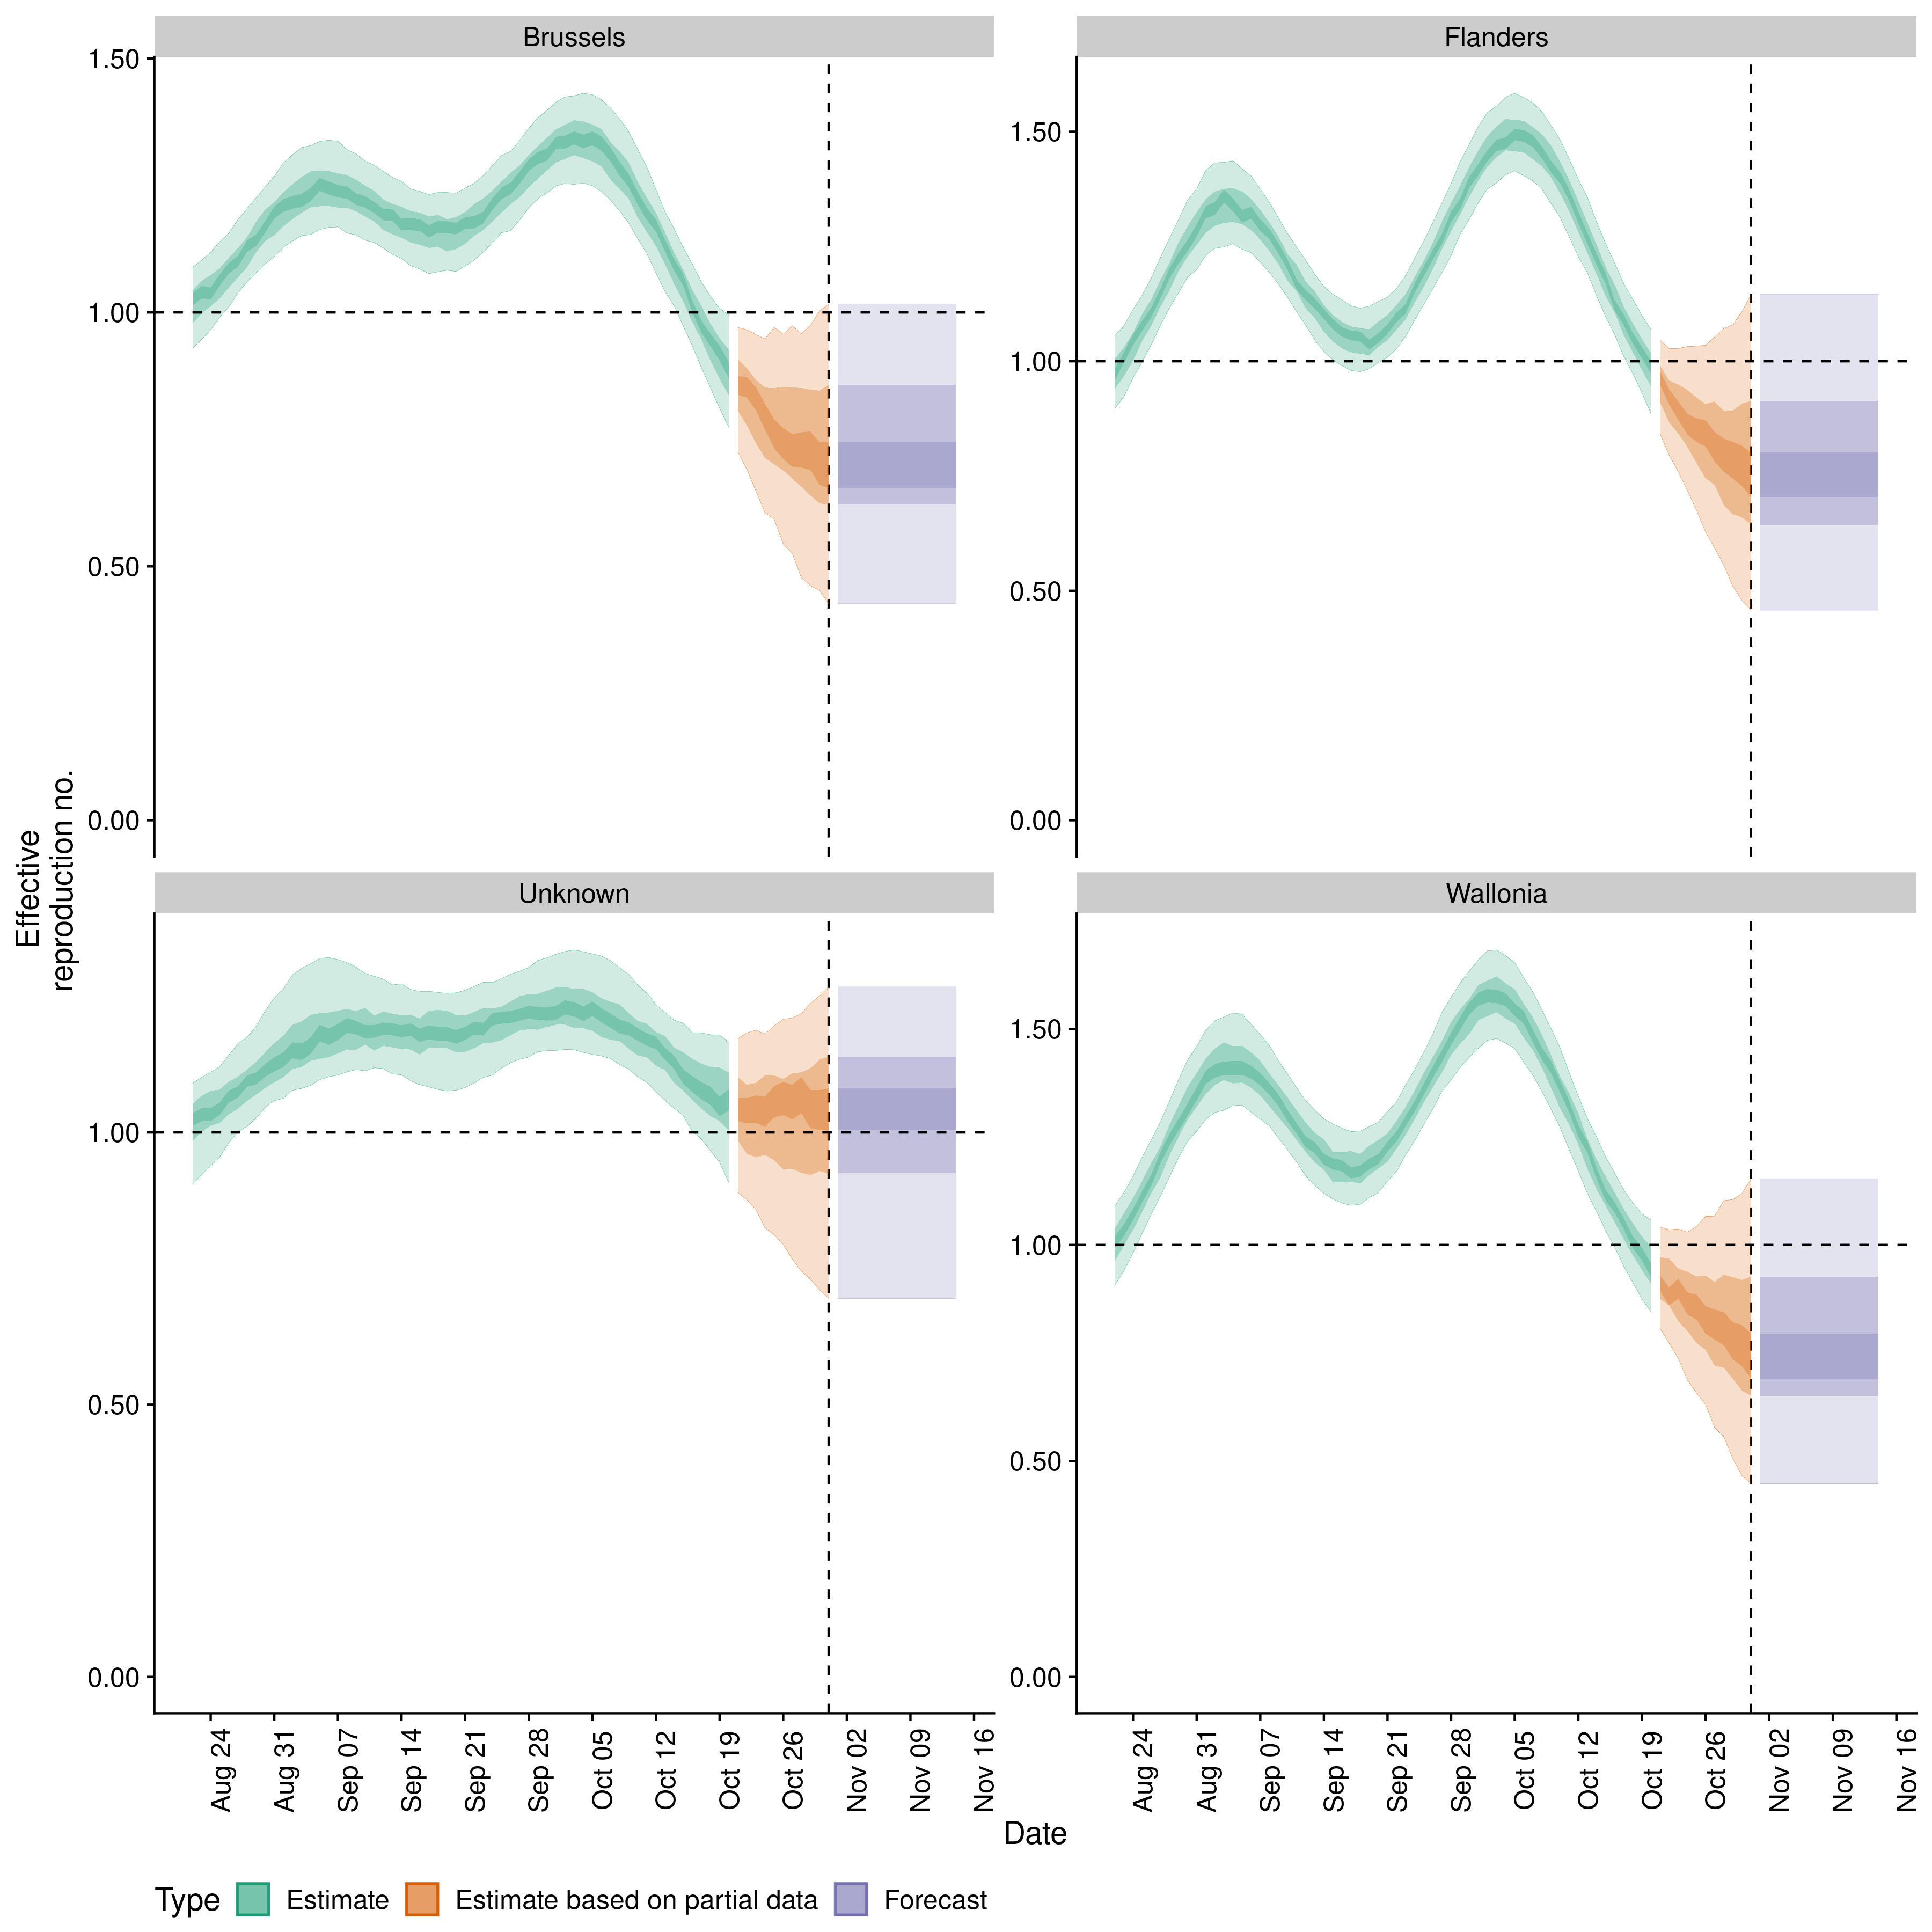 Brussels
Flanders
1.50
1.00
0.50
0.00
1.50
1.00
0.50
0.00
Effective
reproduction no.
Unknown
Wallonia
1.00
0.50
0.00
1.50
1.00
0.50
0.00
Aug 24
Aug 31
Sep 07
Sep 14
Sep 21
Sep 28
Oct 05
Oct 12
Oct 19
Oct 26
Nov 02
Nov 09
Nov 16
Aug 24
Aug 31
Sep 07
Sep 14
Sep 21
Sep 28
Oct 05
Oct 12
Oct 19
Oct 26
Nov 02
Nov 09
Nov 16
Date
Type Estimate Estimate based on partial data Forecast